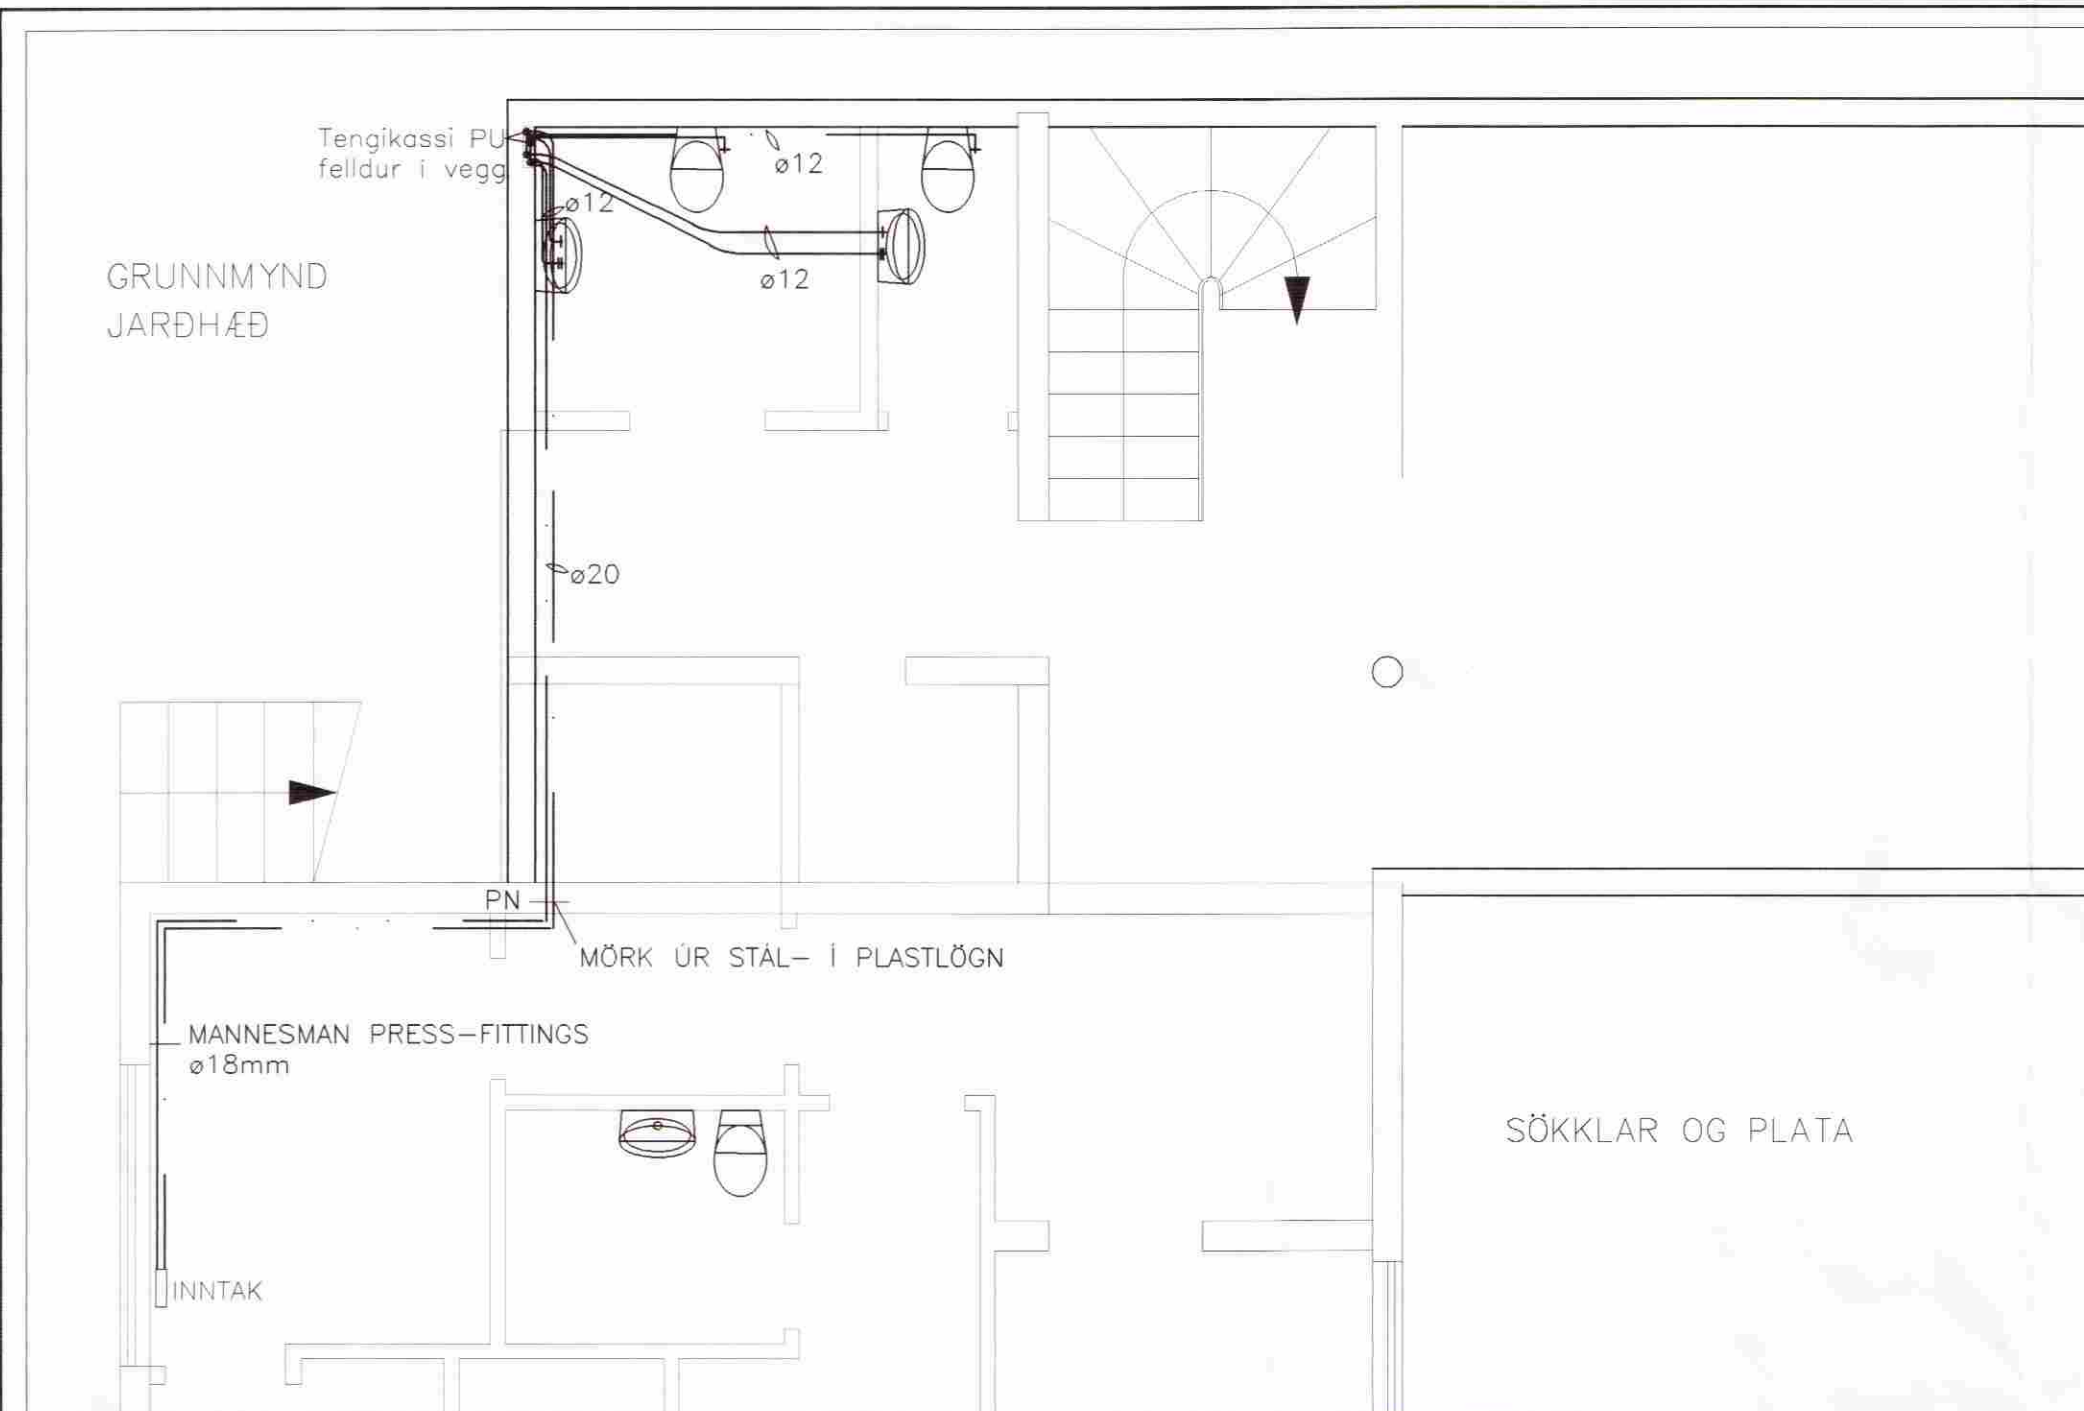 Tengikassi PU
felldur i vegg
ø12
ø12
ø12
GRUNNMYND
JARÐHÆÐ
ø20
PN
MÖRK ÚR STÁL- Í PLASTLÖGN
MANNESMAN PRESS-FITTINGS
ø18mm
SÖKKLAR OG PLATA
INNTAK